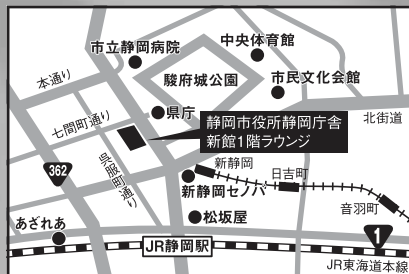 市立静岡病院
中央体育館
本通り
駿府城公園
市民文化会館
県庁
七間町通り
静岡市役所静岡庁舎
新館1階ラウンジ
北街道
呉服町通り
362
新静岡
日吉町
新静岡セノバ
音羽町
あざれあ
松坂屋
1
JR静岡駅
JR東海道本線